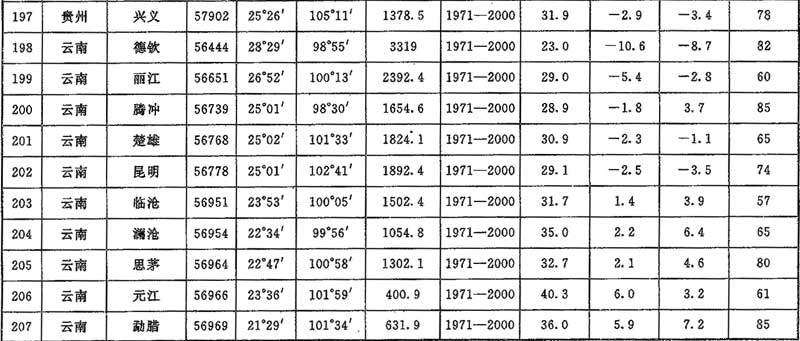 197 贵州 兴义 57902 25°26′ 105°11′ 1378.5 1971—2000 31.9 －2.9 －3.4 78
198 云南 德钦 56444 28°29′ 98°55′ 3319 1971—2000 23.0 －10.6 －8.7 82
199 云南 丽江 56651 26°52′ 100°13′ 2392.4 1971—2000 29.0 －5.4 －2.8 60
200 云南 腾冲 56739 25°01′ 98°30′ 1654.6 1971—2000 28.9 －1.8 3.7 85
201 云南 楚雄 56768 25°02′ 101°33′ 1824.1 1971—2000 30.9 －2.3 －1.1 65
202 云南 昆明 56778 25°01′ 102°41′ 1892.4 1971—2000 29.1 －2.5 －3.5 74
203 云南 临沧 56951 23°53′ 100°05′ 1502.4 1971—2000 31.7 1.4 3.9 57
204 云南 澜沧 56954 22°34′ 99°56′ 1054.8 1971—2000 35.0 2.2 6.4 65
205 云南 思茅 56964 22°47′ 100°58′ 1302.1 1971—2000 32.7 2.1 4.6 80
206 云南 元江 56966 23°36′ 101°59′ 400.9 1971—2000 40.3 6.0 3.2 61
207 云南 勐腊 56969 21°29′ 101°34′ 631.9 1971—2000 36.0 5.9 7.2 85